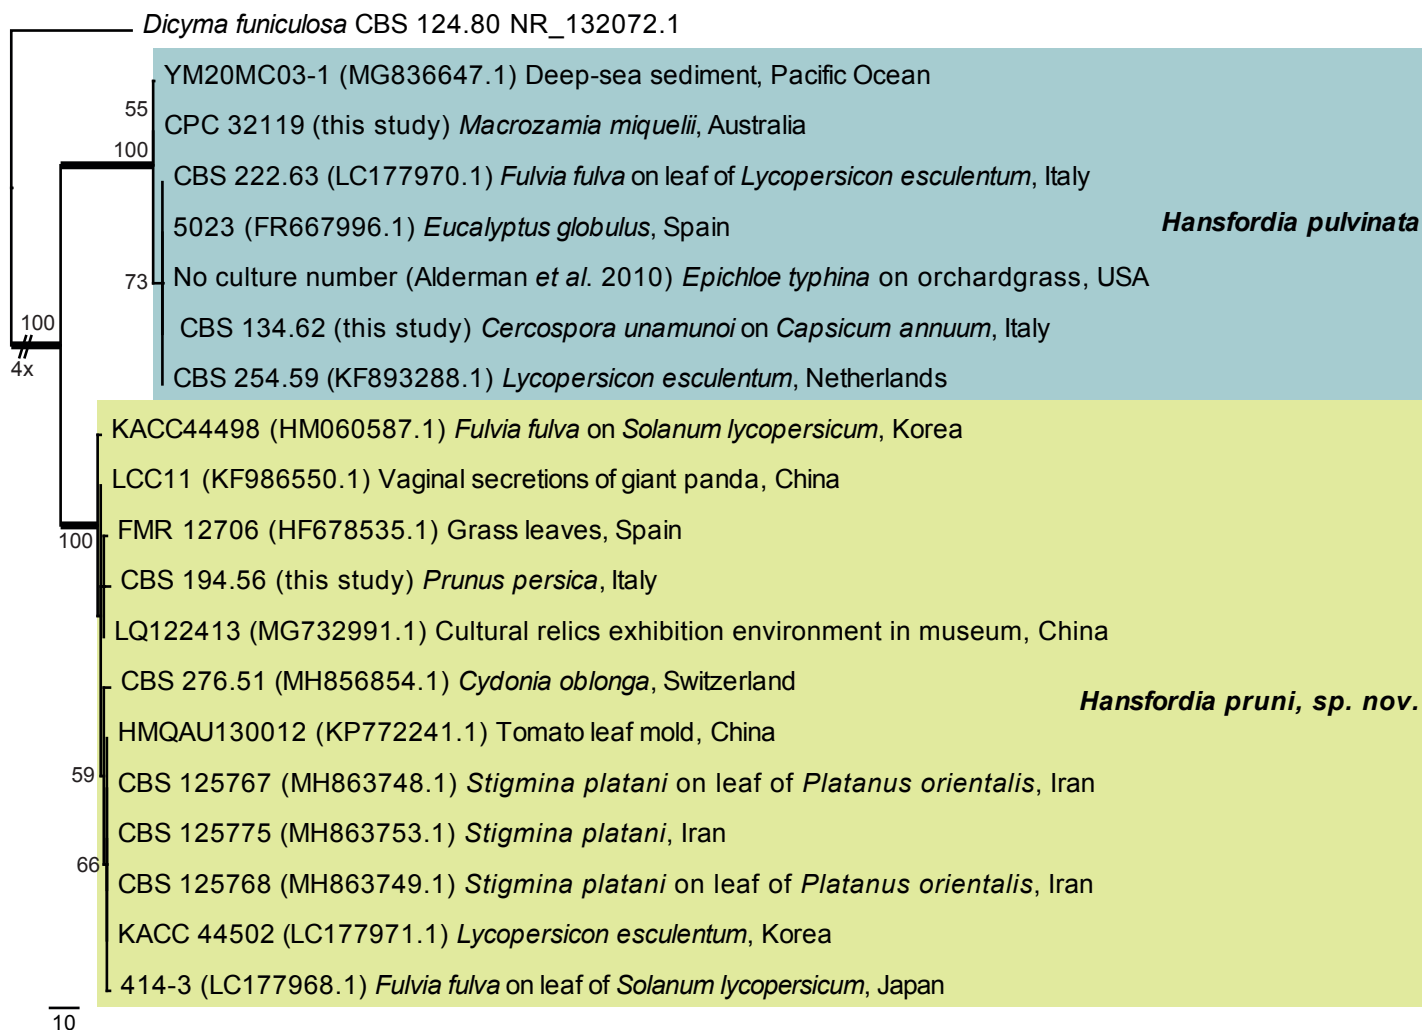 Dicyma funiculosa CBS 124.80 NR_132072.1
YM20MC03-1 (MG836647.1) Deep-sea sediment, Pacific Ocean
55
CPC 32119 (this study) Macrozamia miquelii, Australia
100
CBS 222.63 (LC177970.1) Fulvia fulva on leaf of Lycopersicon esculentum, Italy
5023 (FR667996.1) Eucalyptus globulus, Spain
Hansfordia pulvinata
73
No culture number (Alderman et al. 2010) Epichloe typhina on orchardgrass, USA
100
CBS 134.62 (this study) Cercospora unamunoi on Capsicum annuum, Italy
4x
CBS 254.59 (KF893288.1) Lycopersicon esculentum, Netherlands
KACC44498 (HM060587.1) Fulvia fulva on Solanum lycopersicum, Korea
LCC11 (KF986550.1) Vaginal secretions of giant panda, China
FMR 12706 (HF678535.1) Grass leaves, Spain
100
CBS 194.56 (this study) Prunus persica, Italy
LQ122413 (MG732991.1) Cultural relics exhibition environment in museum, China
CBS 276.51 (MH856854.1) Cydonia oblonga, Switzerland
Hansfordia pruni, sp. nov.
HMQAU130012 (KP772241.1) Tomato leaf mold, China
59
CBS 125767 (MH863748.1) Stigmina platani on leaf of Platanus orientalis, Iran
CBS 125775 (MH863753.1) Stigmina platani, Iran
66
CBS 125768 (MH863749.1) Stigmina platani on leaf of Platanus orientalis, Iran
KACC 44502 (LC177971.1) Lycopersicon esculentum, Korea
414-3 (LC177968.1) Fulvia fulva on leaf of Solanum lycopersicum, Japan
10